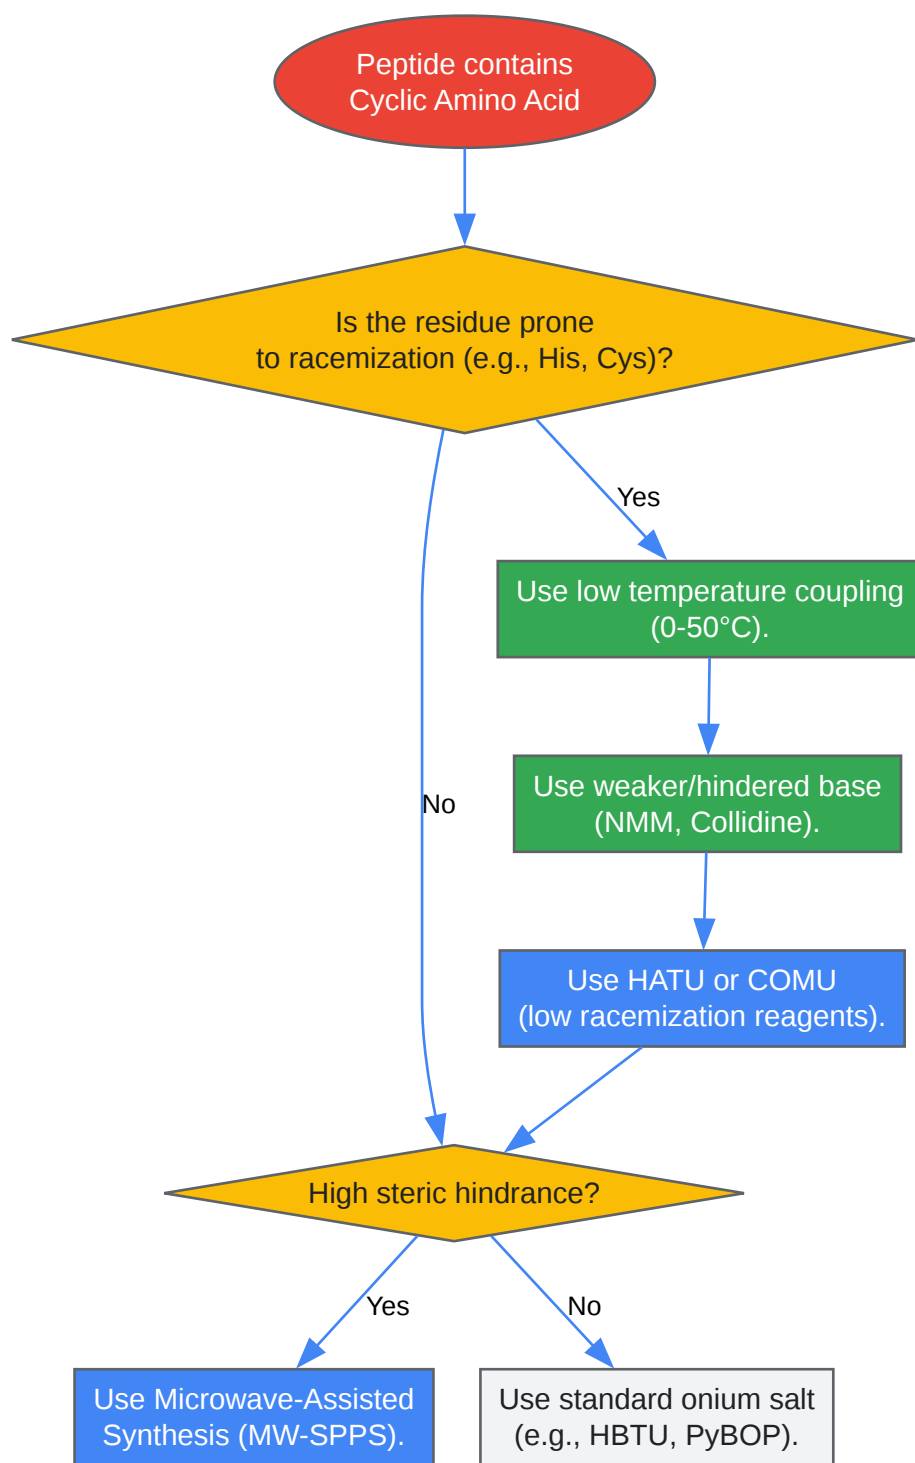 Peptide contains
Cyclic Amino Acid
Is the residue prone
to racemization (e.g., His, Cys)?
Yes
Use low temperature coupling
(0-50°C).
Use weaker/hindered base
(NMM, Collidine).
No
Use HATU or COMU
(low racemization reagents).
High steric hindrance?
Yes
No
Use Microwave-Assisted
Synthesis (MW-SPPS).
Use standard onium salt
(e.g., HBTU, PyBOP).